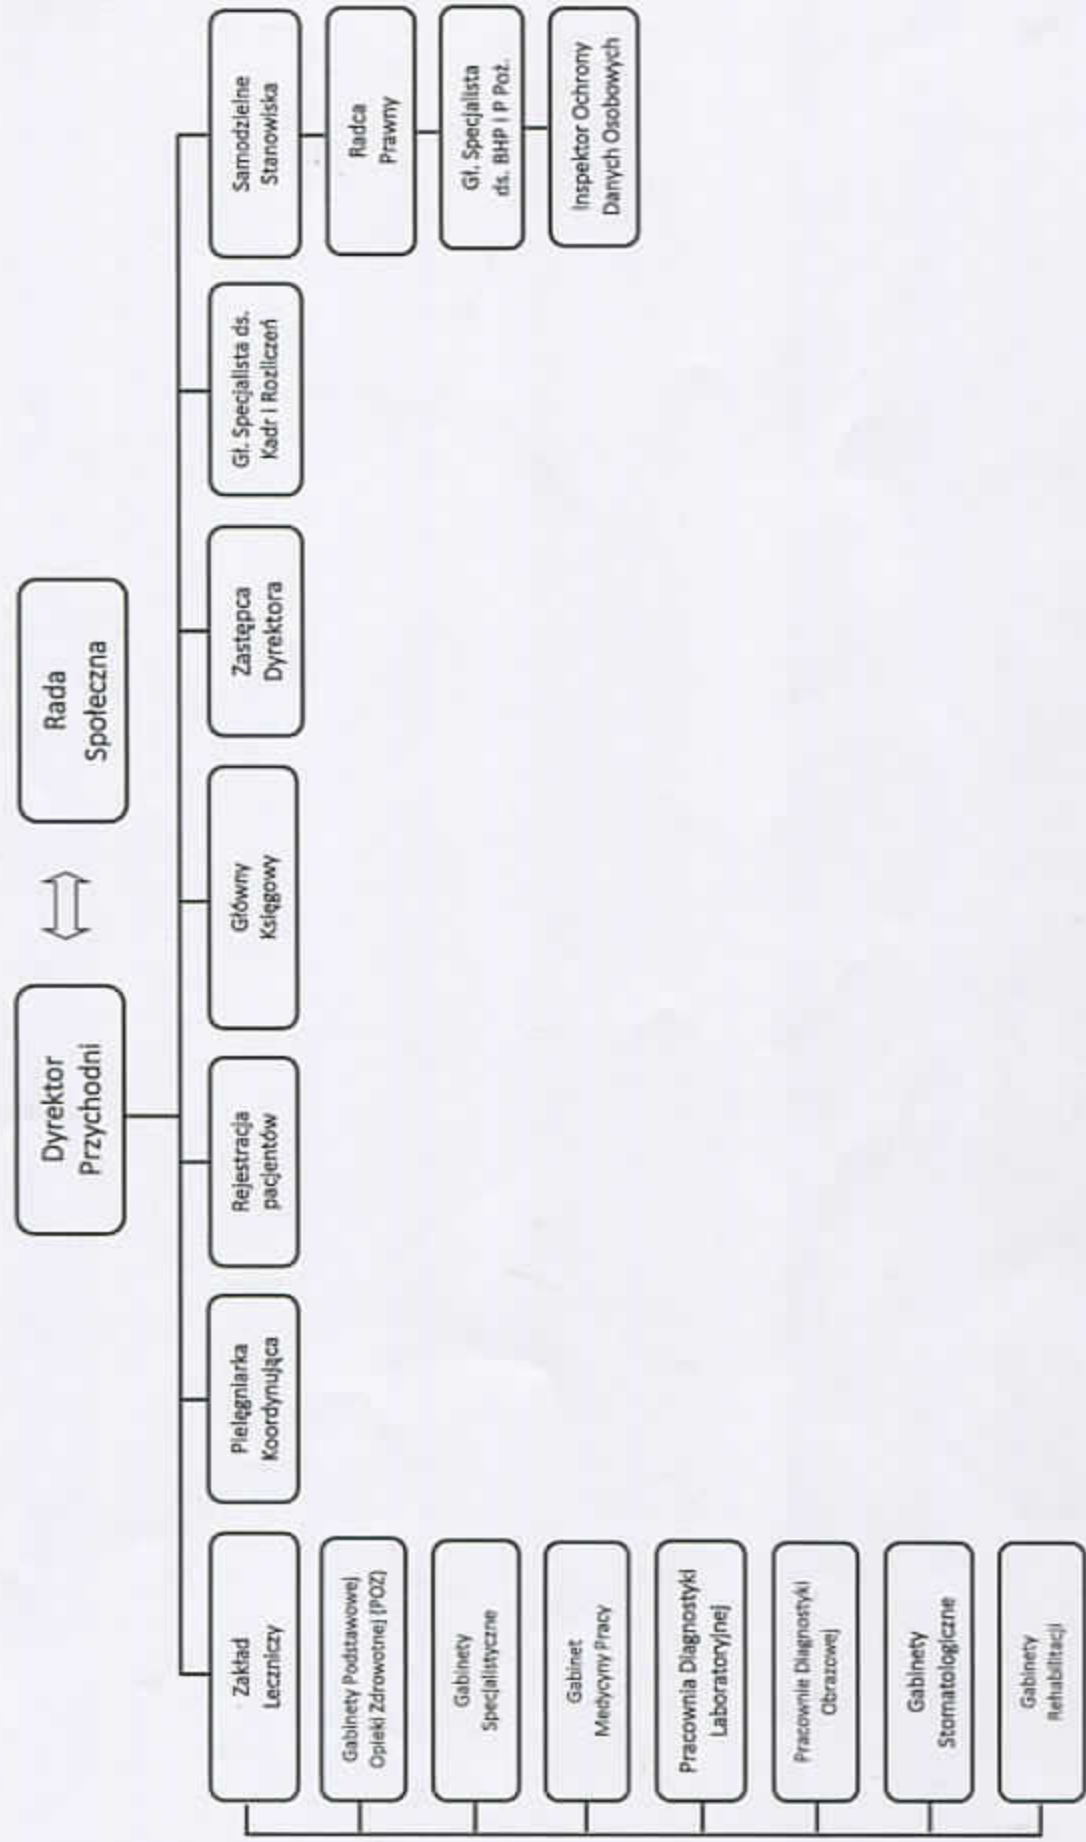 Dyrektor
Przychodni
Rada
Społeczna
Zakład
Leczniczy
Pielęgniarka
Koordynująca
Rejestracja
pacjentów
Główny
Księgowy
Zastępca
Dyrektora
Gł. Specjalista ds.
Kadr i Rozliczeń
Samodzielne
Stanowiska
Gabinety Podstawowej
Opieki Zdrowotnej (POZ)
Gabinety
Specjalistyczne
Gabinet
Medycyny Pracy
Pracownia Diagnostyki
Laboratoryjnej
Pracownie Diagnostyki
Obrazowej
Gabinety
Stomatologiczne
Gabinety
Rehabilitacji
Radca
Prawny
Gł. Specjalista
ds. BHP i P Poż.
Inspektor Ochrony
Danych Osobowych